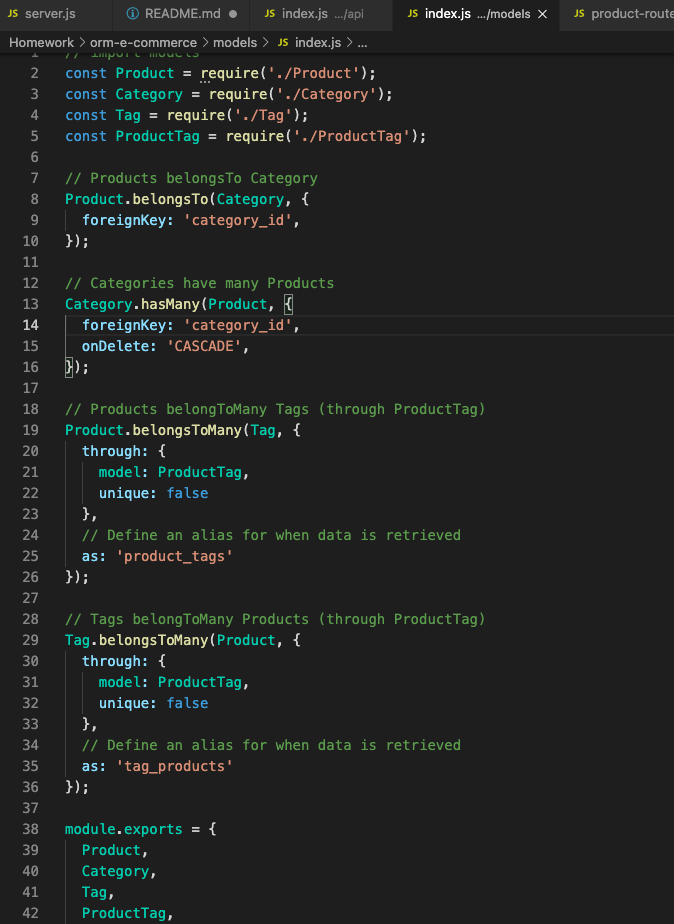 JS server.js README.md JS index.js .../api JS index.js .../models JS product-route
Homework > orm-e-commerce > models > JS index.js > ...
1 // import models
2 const Product = require('./Product');
3 const Category = require('./Category');
4 const Tag = require('./Tag');
5 const ProductTag = require('./ProductTag');
6
7 // Products belongsTo Category
8 Product.belongsTo(Category, {
9 foreignKey: 'category_id',
10 });
11
12 // Categories have many Products
13 Category.hasMany(Product, {
14 foreignKey: 'category_id',
15 onDelete: 'CASCADE',
16 });
17
18 // Products belongToMany Tags (through ProductTag)
19 Product.belongsToMany(Tag, {
20 through: {
21 model: ProductTag,
22 unique: false
23 },
24 // Define an alias for when data is retrieved
25 as: 'product_tags'
26 });
27
28 // Tags belongToMany Products (through ProductTag)
29 Tag.belongsToMany(Product, {
30 through: {
31 model: ProductTag,
32 unique: false
33 },
34 // Define an alias for when data is retrieved
35 as: 'tag_products'
36 });
37
38 module.exports = {
39 Product,
40 Category,
41 Tag,
42 ProductTag,